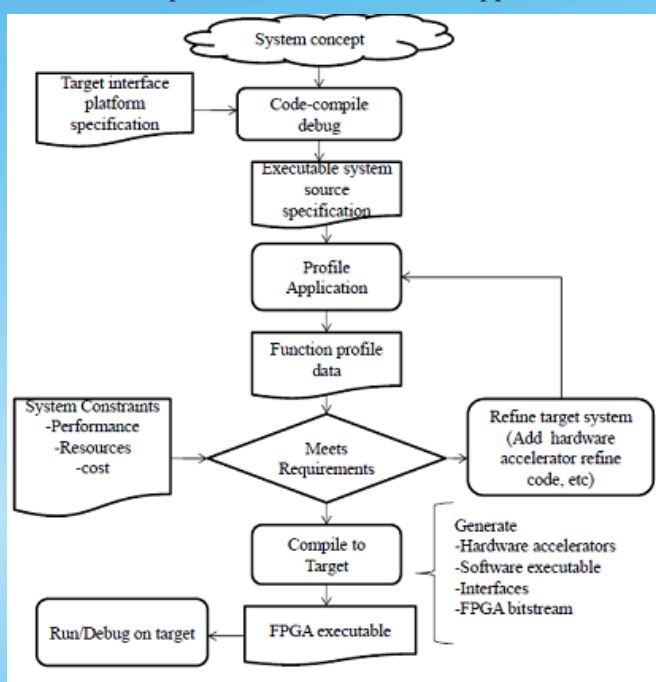 System concept
Target interface
platform
specification
Code-compile
debug
Executable system
source
specification
Profile
Application
Function profile
data
System Constraints
-Performance
-Resources
-cost
Meets
Requirements
Refine target system
(Add hardware
accelerator refine
code, etc)
Compile to
Target
Generate
-Hardware accelerators
-Software executable
-Interfaces
-FPGA bitstream
Run/Debug on target
FPGA executable